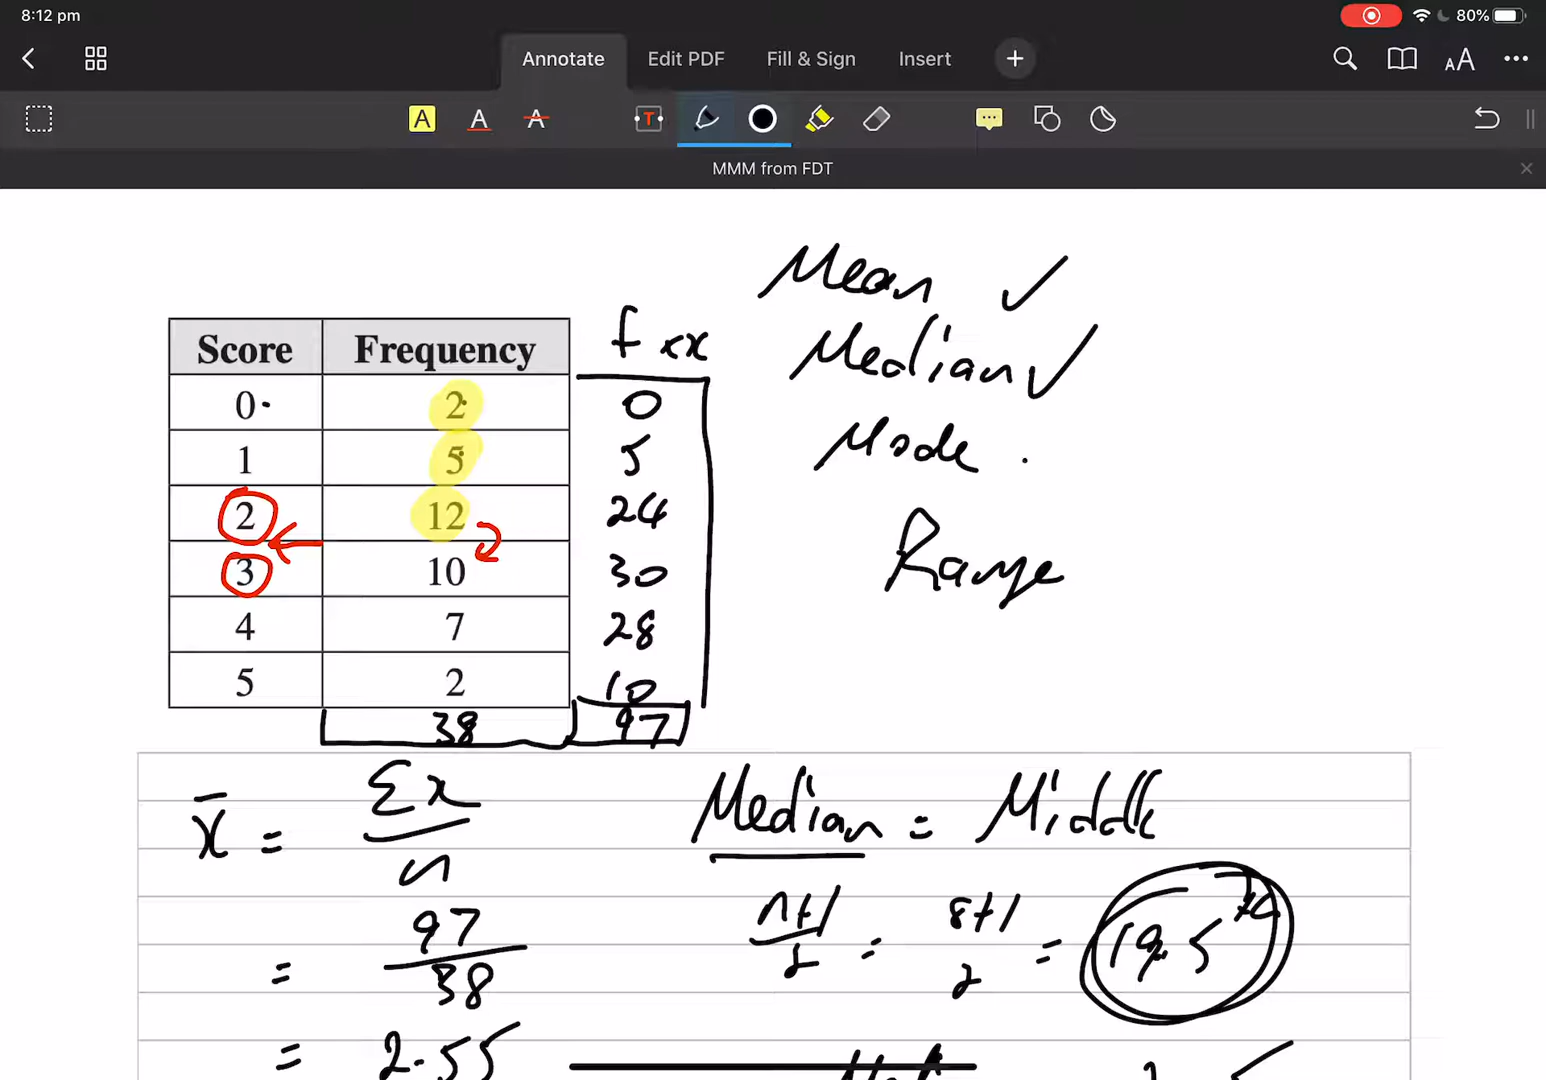 8:12 pm
80%
Annotate
Edit PDF
Fill & Sign
Insert
MMM from FDT
Mean ✓
Median ✓
Mode .
Range
Score Frequency f x x
0 2 0
1 5 5
2 12 24
3 10 30
4 7 28
5 2 10
38 97
x̄ = Σx / n
= 97 / 38
= 2.55
Median = Middle
n+1 / 2 = 8+1 / 2 = 19.5 th